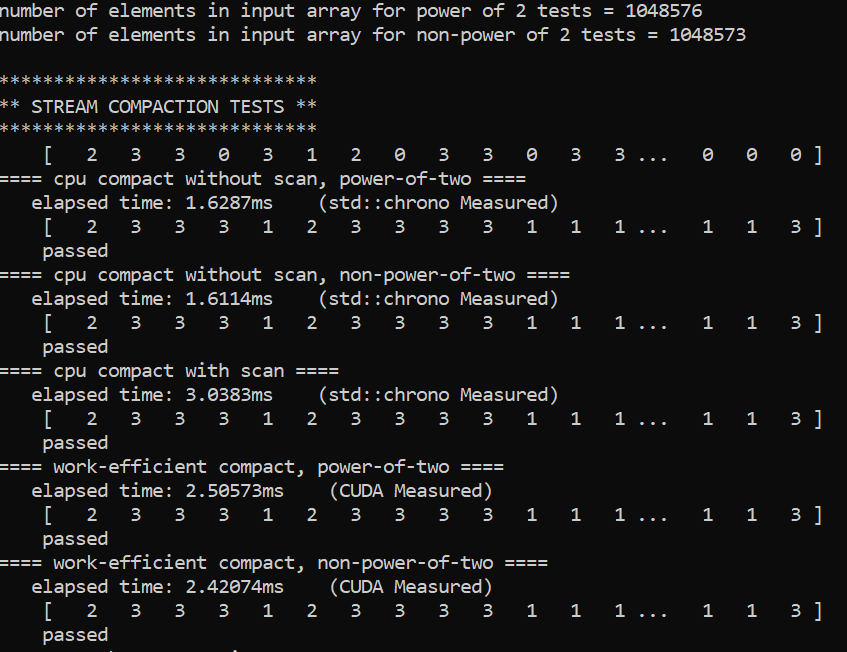 number of elements in input array for power of 2 tests = 1048576
number of elements in input array for non-power of 2 tests = 1048573
*****************************
** STREAM COMPACTION TESTS **
*****************************
[ 2 3 3 0 3 1 2 0 3 3 0 3 3 ... 0 0 0 ]
==== cpu compact without scan, power-of-two ====
elapsed time: 1.6287ms (std::chrono Measured)
[ 2 3 3 3 1 2 3 3 3 3 1 1 1 ... 1 1 3 ]
passed
==== cpu compact without scan, non-power-of-two ====
elapsed time: 1.6114ms (std::chrono Measured)
[ 2 3 3 3 1 2 3 3 3 3 1 1 1 ... 1 1 3 ]
passed
==== cpu compact with scan ====
elapsed time: 3.0383ms (std::chrono Measured)
[ 2 3 3 3 1 2 3 3 3 3 1 1 1 ... 1 1 3 ]
passed
==== work-efficient compact, power-of-two ====
elapsed time: 2.50573ms (CUDA Measured)
[ 2 3 3 3 1 2 3 3 3 3 1 1 1 ... 1 1 3 ]
passed
==== work-efficient compact, non-power-of-two ====
elapsed time: 2.42074ms (CUDA Measured)
[ 2 3 3 3 1 2 3 3 3 3 1 1 1 ... 1 1 3 ]
passed